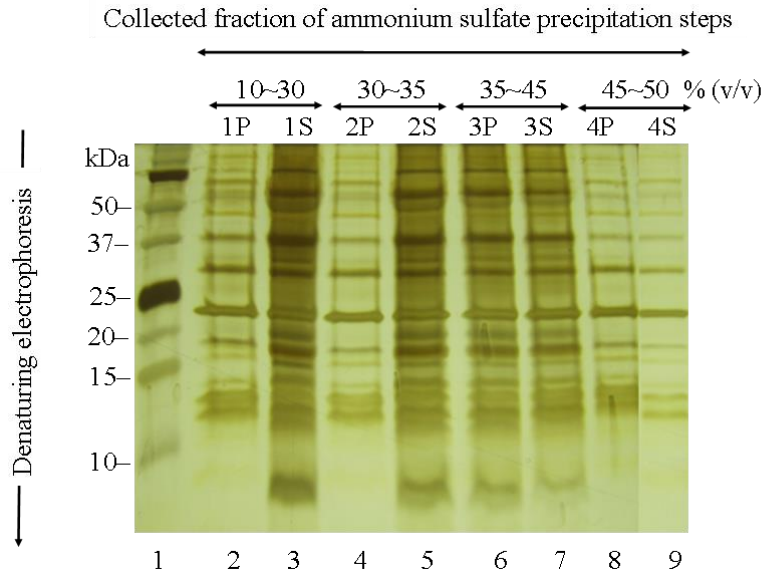 Collected fraction of ammonium sulfate precipitation steps
10~30 30~35 35~45 45~50 % (v/v)
1P 1S 2P 2S 3P 3S 4P 4S
kDa
50–
37–
25–
20–
15–
10–
Denaturing electrophoresis
1 2 3 4 5 6 7 8 9